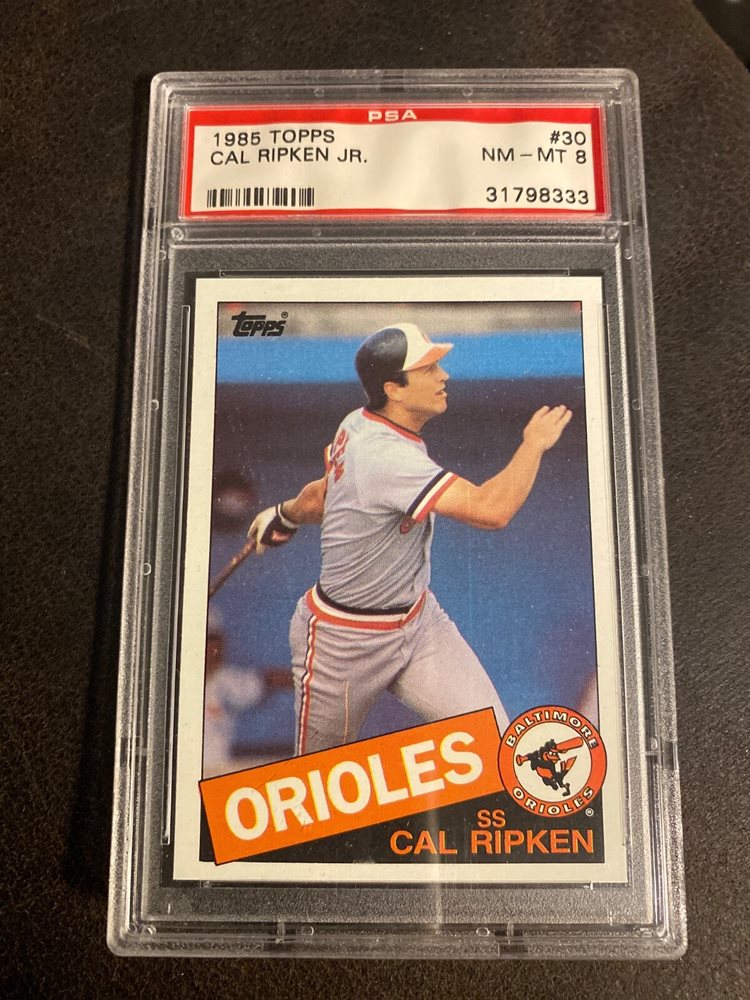 PSA
1985 TOPPS #30
CAL RIPKEN JR. NM-MT 8
31798333
Topps®
ORIOLES
BALTIMORE
ORIOLES®
SS
CAL RIPKEN